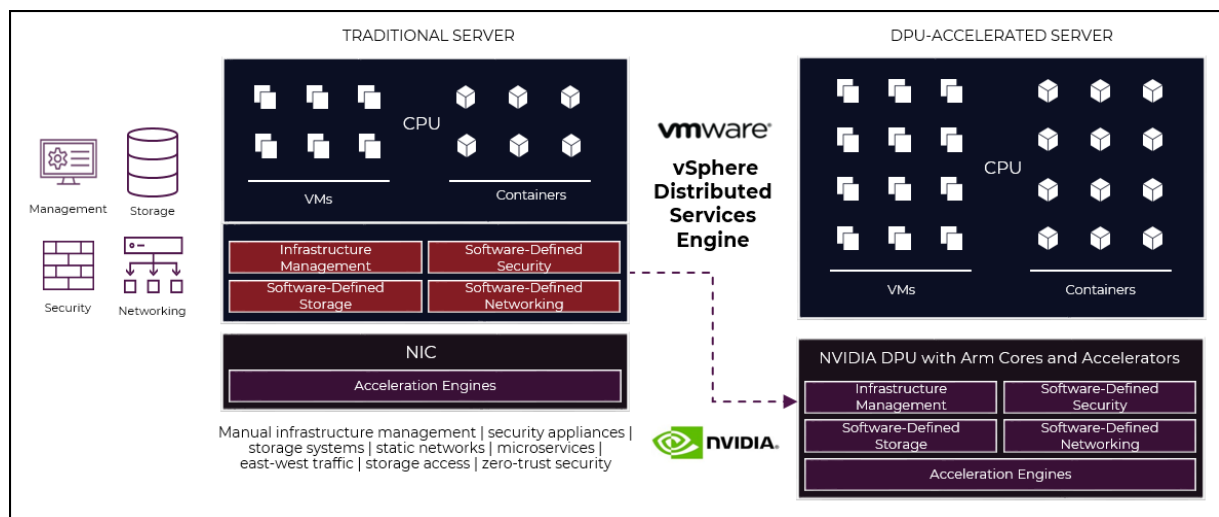 TRADITIONAL SERVER
CPU
VMs
Containers
Management
Storage
Security
Networking
Infrastructure
Management
Software-Defined
Security
Software-Defined
Storage
Software-Defined
Networking
NIC
Acceleration Engines
Manual infrastructure management | security appliances |
storage systems | static networks | microservices |
east-west traffic | storage access | zero-trust security
vmware®
vSphere
Distributed
Services
Engine
NVIDIA.
DPU-ACCELERATED SERVER
CPU
VMs
Containers
NVIDIA DPU with Arm Cores and Accelerators
Infrastructure
Management
Software-Defined
Security
Software-Defined
Storage
Software-Defined
Networking
Acceleration Engines